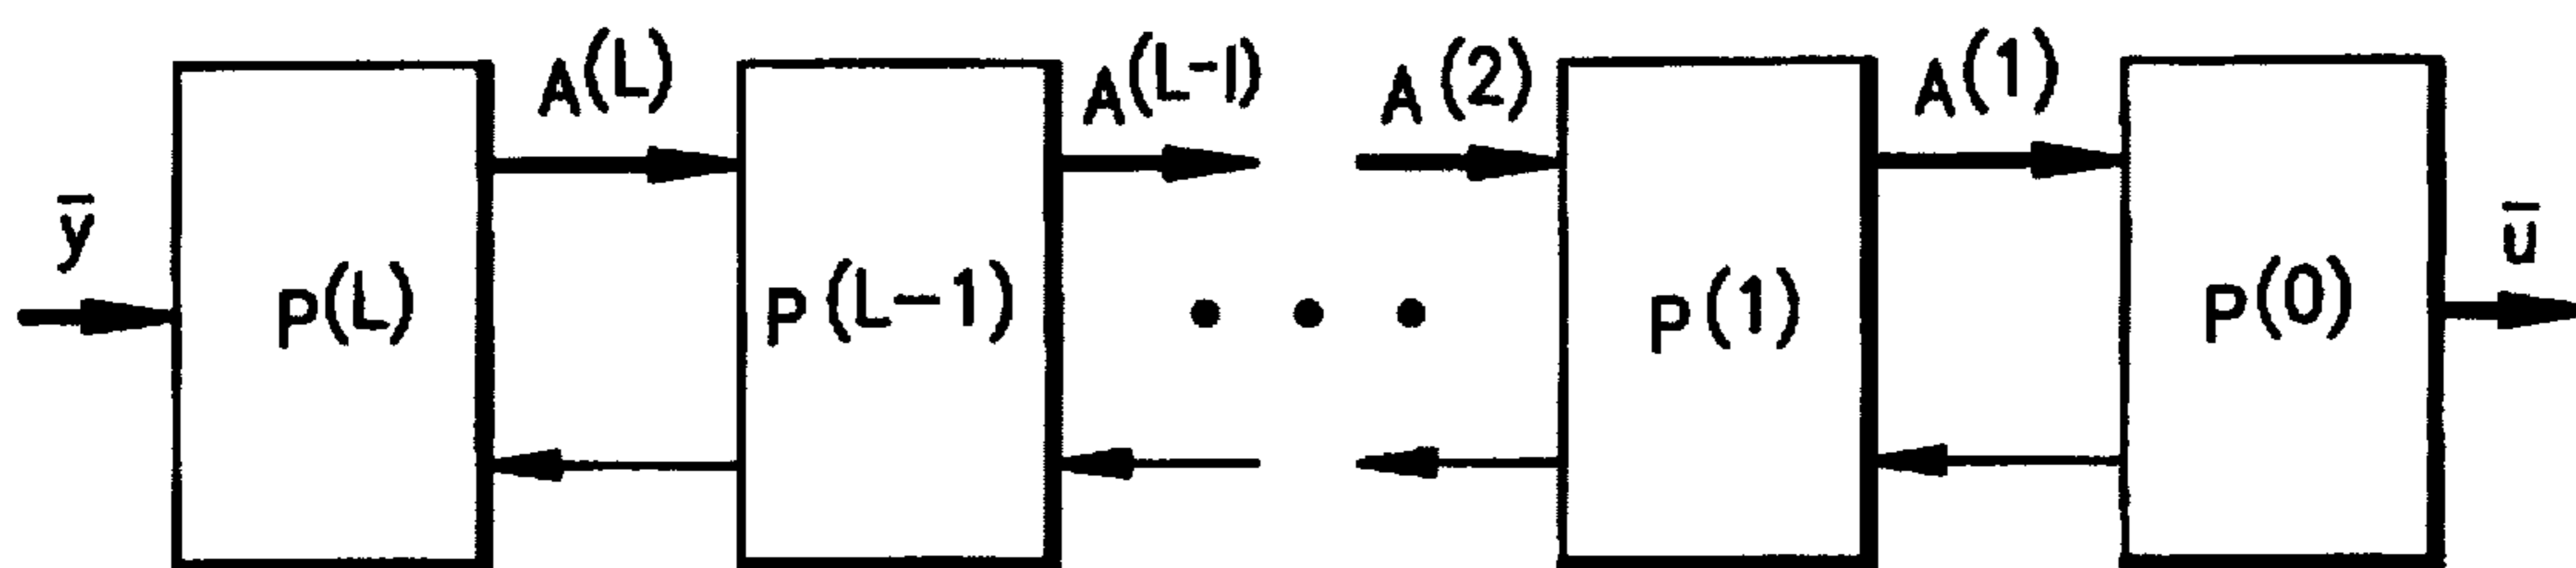 A(L) A(L-1) A(2) A(1)
ȳ ū
P(L) P(L-1) • • • P(1) P(0)